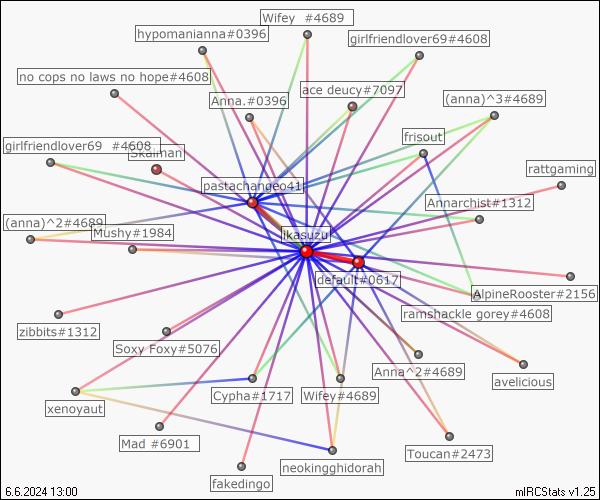 Wifey #4689
hypomanianna#0396
girlfriendlover69#4608
no cops no laws no hope#4608
ace deucy#7097
Anna.#0396
(anna)^3#4689
frisout
girlfriendlover69 #4608
Skalman
rattgaming
pastachangeo41
Annarchist#1312
(anna)^2#4689
Mushy#1984
ikasuzu
default#0617
AlpineRooster#2156
ramshackle gorey#4608
zibbits#1312
Soxy Foxy#5076
Anna^2#4689
avelicious
Cypha#1717
Wifey#4689
xenoyaut
Mad #6901
Toucan#2473
neokingghidorah
fakedingo
6.6.2024 13:00
mIRCStats v1.25